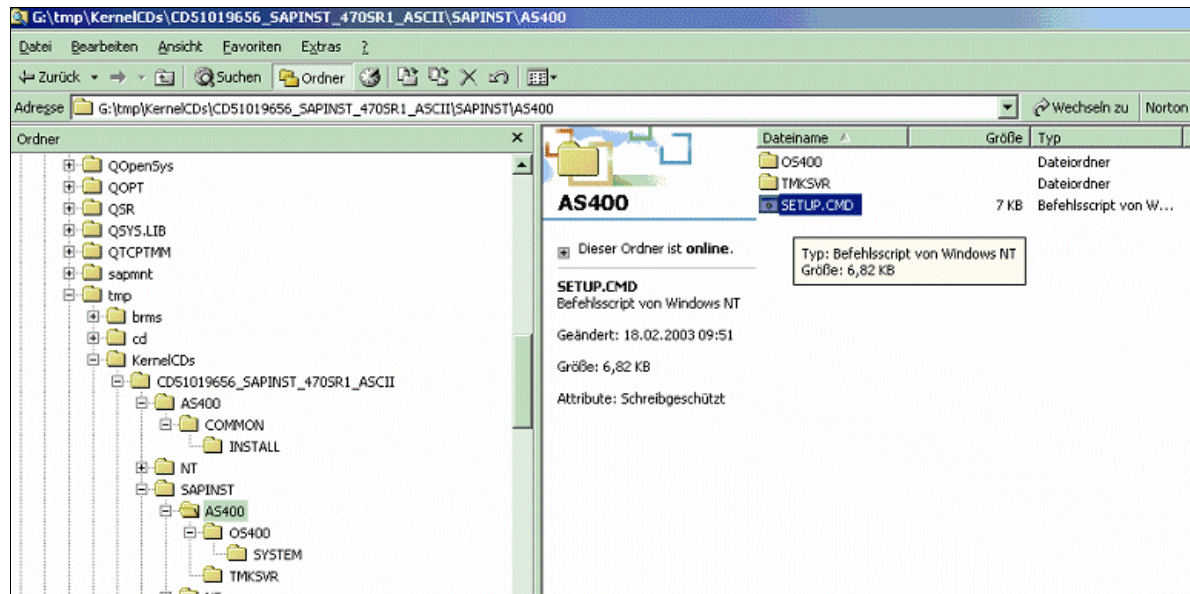 G:\tmp\KernelCDs\CD51019656_SAPINST_470SR1_ASCII\SAPINST\AS400
Datei Bearbeiten Ansicht Favoriten Extras ?
Zurück Suchen Ordner
Adresse G:\tmp\KernelCDs\CD51019656_SAPINST_470SR1_ASCII\SAPINST\AS400 Wechseln zu Norton
Ordner
QOpenSys
QOPT
QSR
QSYS.LIB
QTCPTMM
sapmnt
tmp
brms
cd
KernelCDs
CD51019656_SAPINST_470SR1_ASCII
AS400
COMMON
INSTALL
NT
SAPINST
AS400
OS400
SYSTEM
TMKSVR
AS400
Dieser Ordner ist online.
SETUP.CMD
Befehlsscript von Windows NT
Geändert: 18.02.2003 09:51
Größe: 6,82 KB
Attribute: Schreibgeschützt
Dateiname Größe Typ
OS400 Dateiordner
TMKSVR Dateiordner
SETUP.CMD 7 KB Befehlsscript von W...
Typ: Befehlsscript von Windows NT
Größe: 6,82 KB